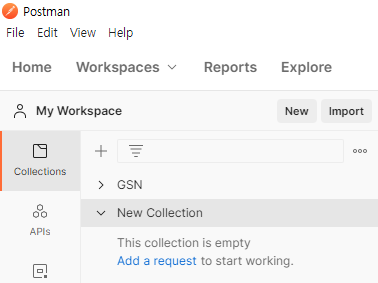 Postman
File Edit View Help
Home Workspaces Reports Explore
My Workspace New Import
Collections
GSN
New Collection
APIs
This collection is empty
Add a request to start working.